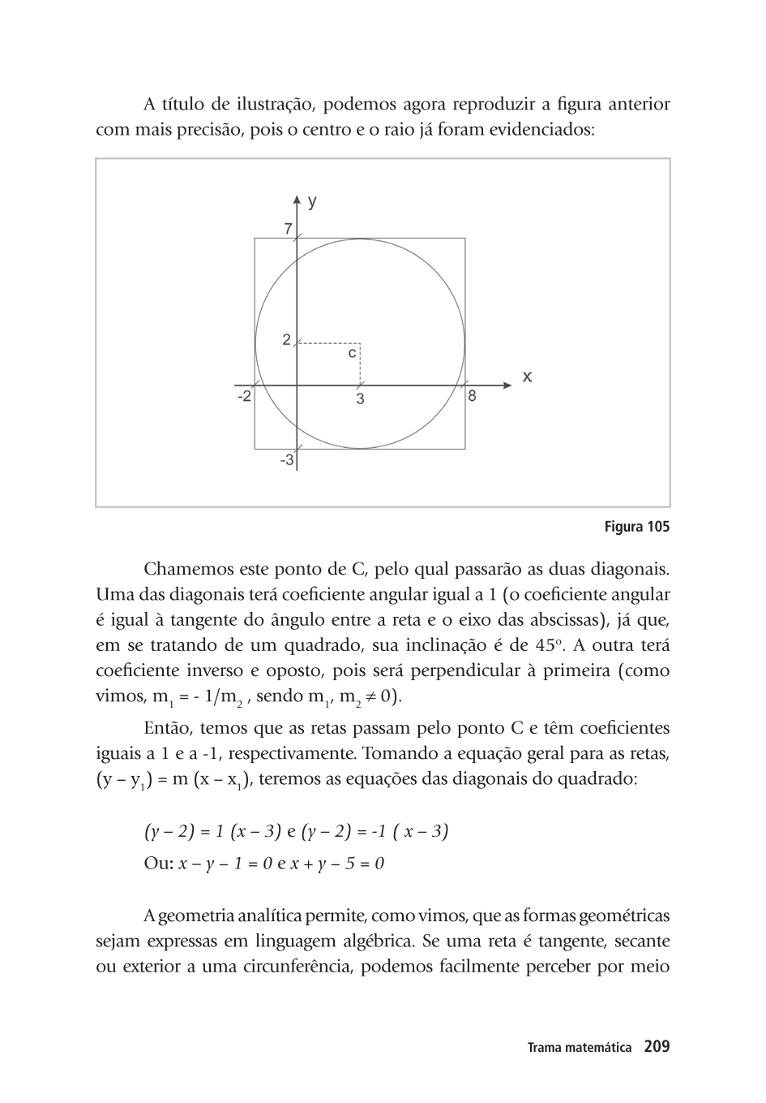 A título de ilustração, podemos agora reproduzir a figura anterior
com mais precisão, pois o centro e o raio já foram evidenciados:
y
7
2
c
x
-2
3
8
-3
Figura 105
Chamemos este ponto de C, pelo qual passarão as duas diagonais.
Uma das diagonais terá coeficiente angular igual a 1 (o coeficiente angular
é igual à tangente do ângulo entre a reta e o eixo das abscissas), já que,
em se tratando de um quadrado, sua inclinação é de 45º. A outra terá
coeficiente inverso e oposto, pois será perpendicular à primeira (como
vimos, m₁ = - 1/m₂ , sendo m₁, m₂ ≠ 0).
Então, temos que as retas passam pelo ponto C e têm coeficientes
iguais a 1 e a -1, respectivamente. Tomando a equação geral para as retas,
(y – y₁) = m (x – x₁), teremos as equações das diagonais do quadrado:
(y – 2) = 1 (x – 3) e (y – 2) = -1 ( x – 3)
Ou: x – y – 1 = 0 e x + y – 5 = 0
A geometria analítica permite, como vimos, que as formas geométricas
sejam expressas em linguagem algébrica. Se uma reta é tangente, secante
ou exterior a uma circunferência, podemos facilmente perceber por meio
Trama matemática 209